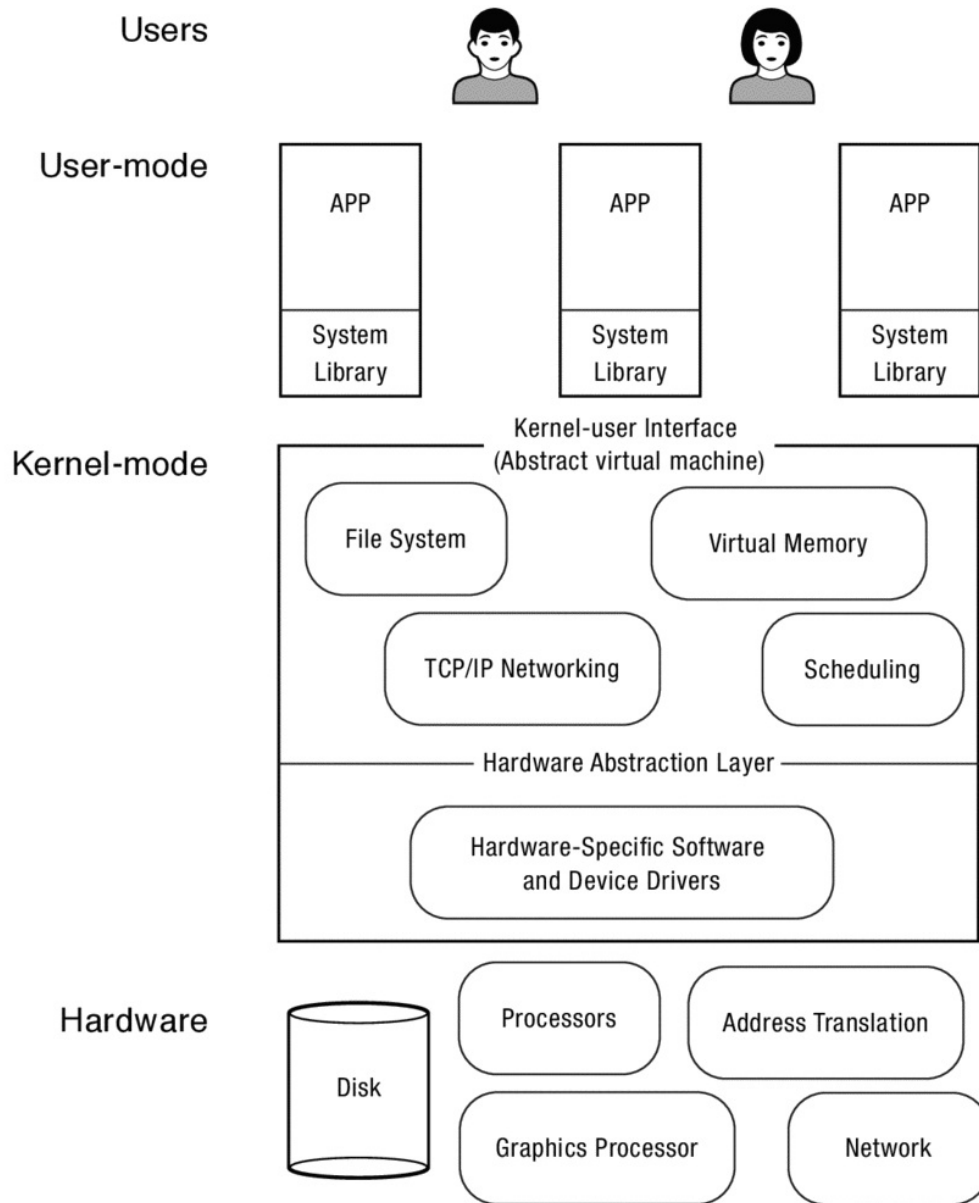 Users
User-mode
APP
APP
APP
System
Library
System
Library
System
Library
Kernel-mode
Kernel-user Interface
(Abstract virtual machine)
File System
Virtual Memory
TCP/IP Networking
Scheduling
Hardware Abstraction Layer
Hardware-Specific Software
and Device Drivers
Hardware
Disk
Processors
Address Translation
Graphics Processor
Network